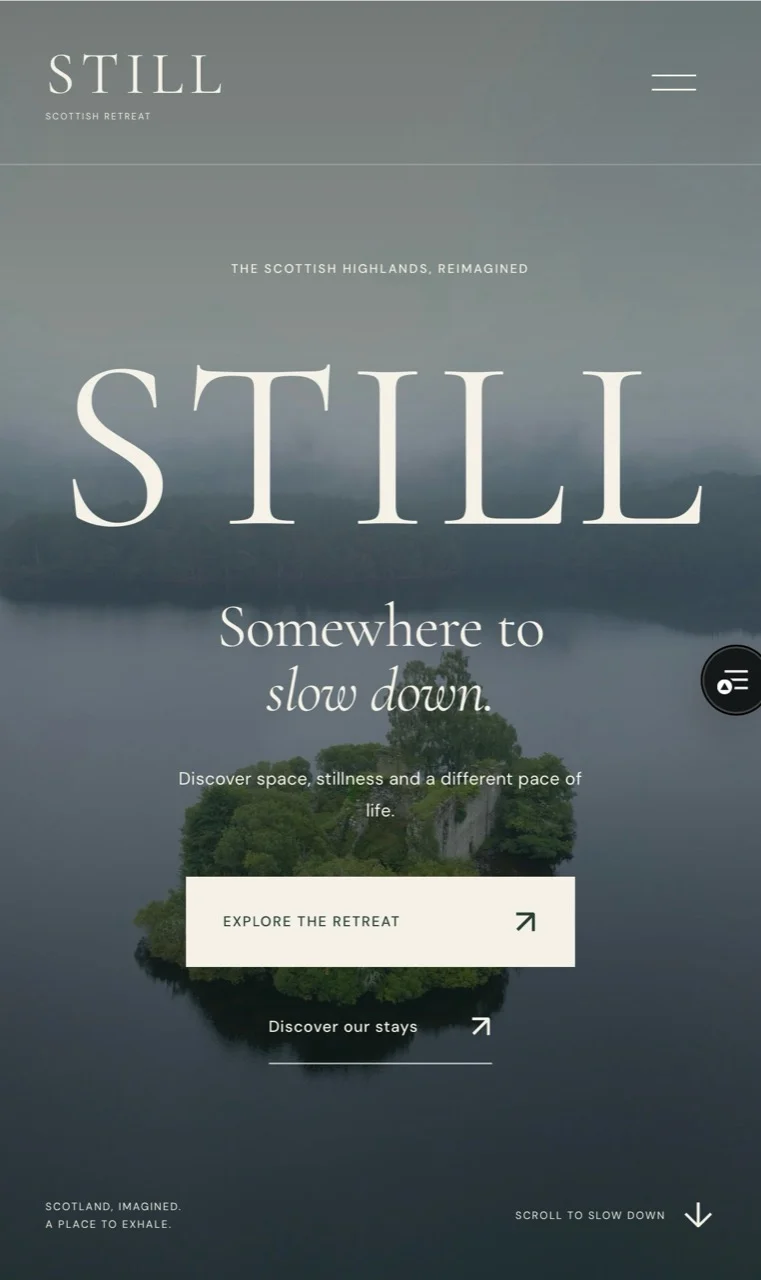 STILL
SCOTTISH RETREAT
THE SCOTTISH HIGHLANDS, REIMAGINED
STILL
Somewhere to
slow down.
Discover space, stillness and a different pace of
life.
EXPLORE THE RETREAT
Discover our stays
SCOTLAND, IMAGINED.
A PLACE TO EXHALE.
SCROLL TO SLOW DOWN